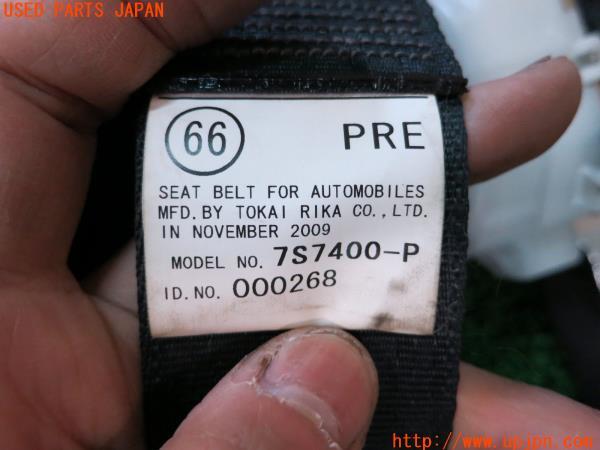 USED PARTS JAPAN
66 PRE
SEAT BELT FOR AUTOMOBILES
MFD. BY TOKAI RIKA CO., LTD.
IN NOVEMBER 2009
MODEL NO. 7S7400-P
ID. NO. 000268
http://www.upjpn.com/